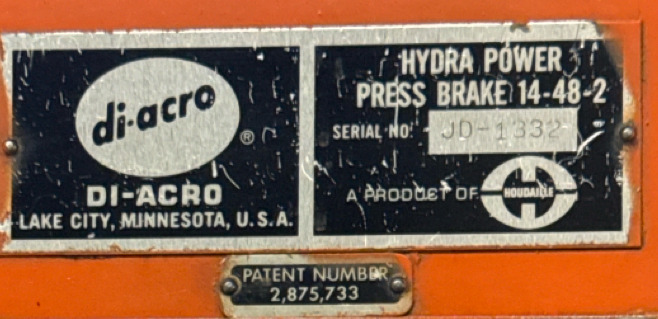 di-acro
®
DI-ACRO
LAKE CITY, MINNESOTA, U.S.A.
HYDRA POWER
PRESS BRAKE 14-48-2
SERIAL NO. JD-1332
A PRODUCT OF HOUDAILLE
PATENT NUMBER
2,875,733